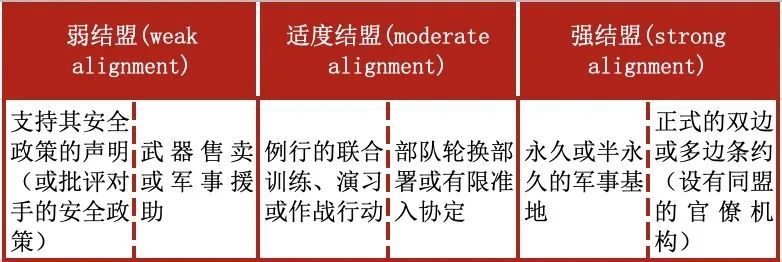 弱结盟(weak
alignment)
适度结盟(moderate
alignment)
强结盟(strong
alignment)
支持其安全
政策的声明
（或批评对
手的安全政
策）
武器售卖
或军事援
助
例行的联合
训练、演习
或作战行动
部队轮换部
署或有限准
入协定
永久或半永
久的军事基
地
正式的双边
或多边条约
（设有同盟
的官僚机
构）